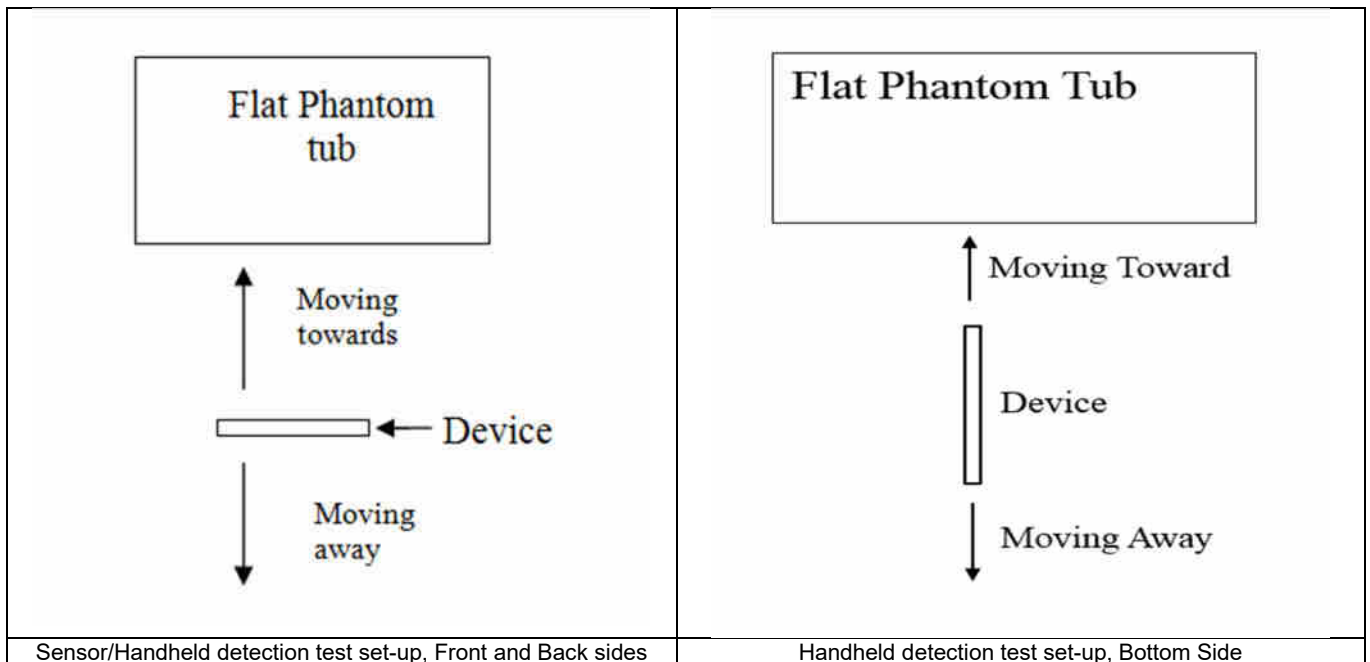 Flat Phantom
tub
Moving
towards
Device
Moving
away
Sensor/Handheld detection test set-up, Front and Back sides
Flat Phantom Tub
Moving Toward
Device
Moving Away
Handheld detection test set-up, Bottom Side